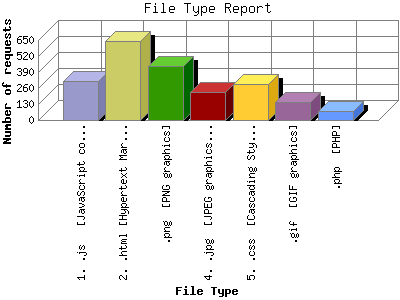 File Type Report
Number of requests
650
520
390
260
130
0
1. .js [JavaScript co...
2. .html [Hypertext Mar...
.png [PNG graphics]
4. .jpg [JPEG graphics...
5. .css [Cascading Sty...
.gif [GIF graphics]
.php [PHP]
File Type